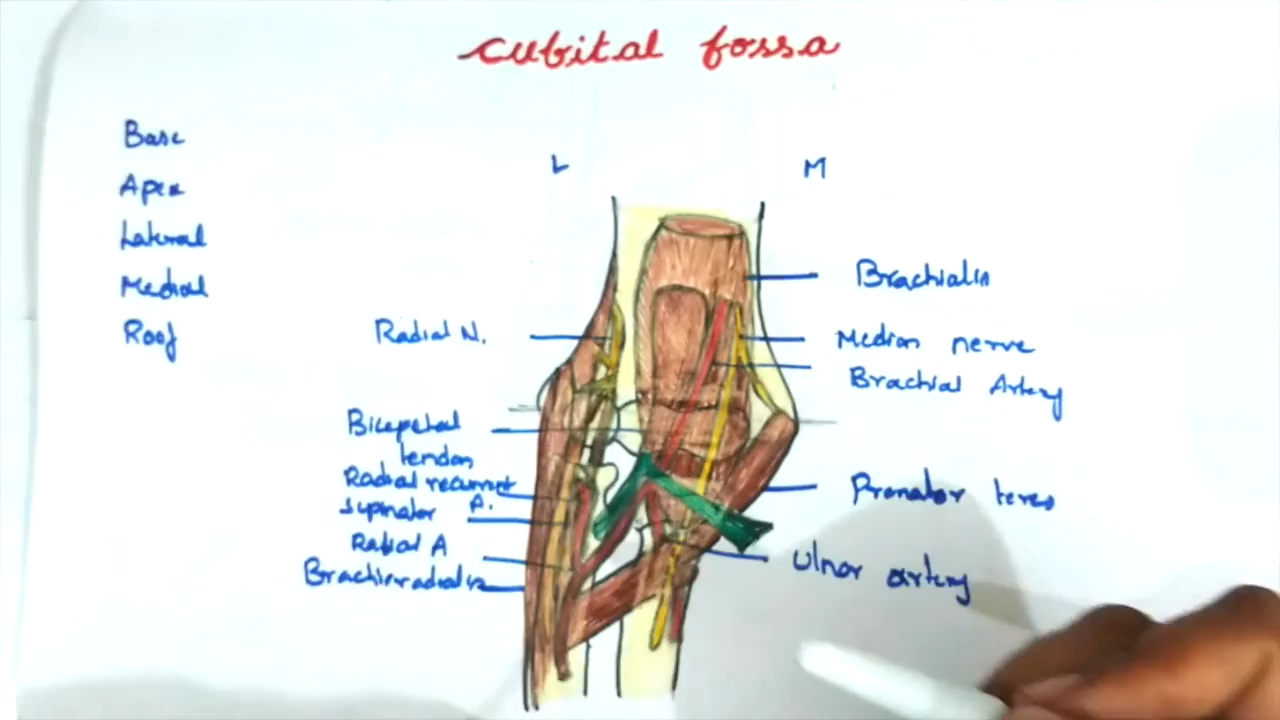 cubital fossa
L
M
Base
Apex
Lateral
Medial
Roof
Radial N.
Bicepetal
tendon
Radial recurrent
A.
supinator
Radial A
Brachioradialis
Brachialis
Median nerve
Brachial Artery
Pronator teres
Ulnar artery